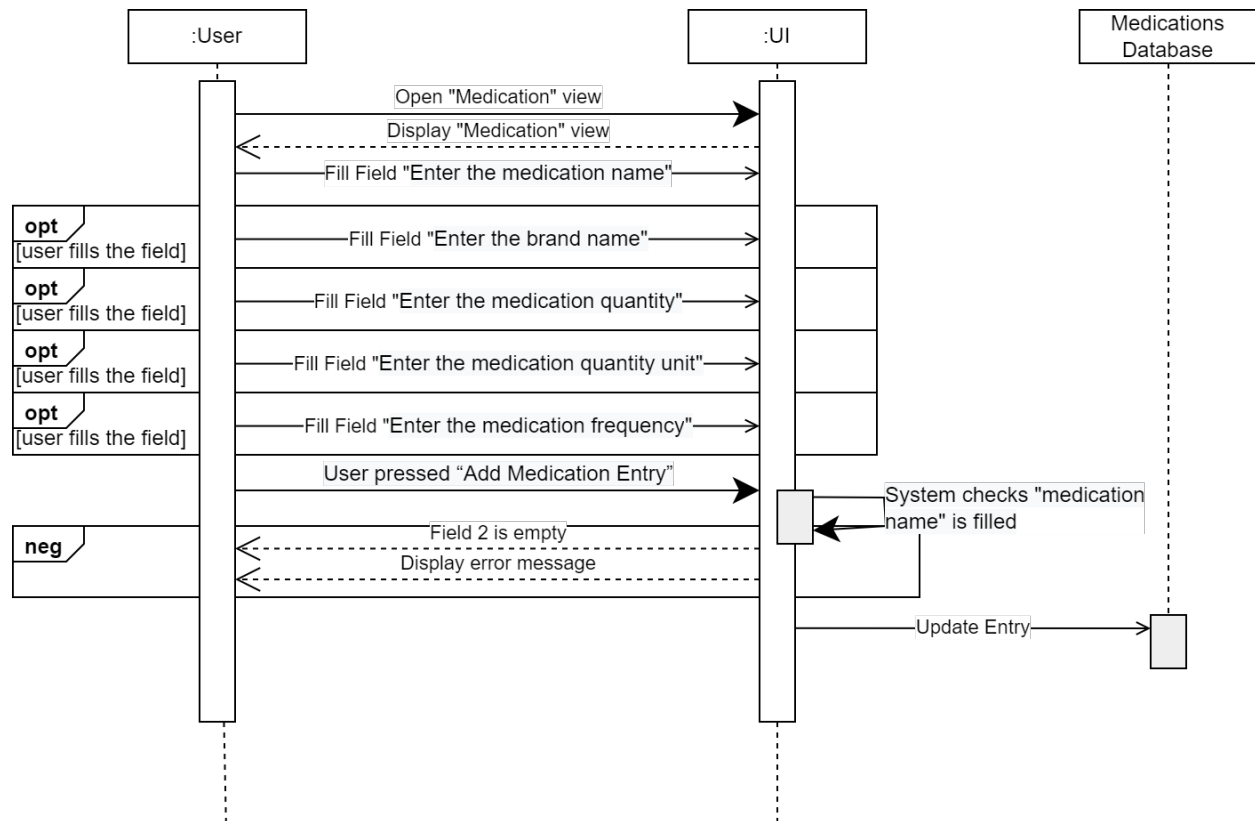 :User
:UI
Medications
Database
Open "Medication" view
Display "Medication" view
Fill Field "Enter the medication name"
opt
[user fills the field]
Fill Field "Enter the brand name"
opt
[user fills the field]
Fill Field "Enter the medication quantity"
opt
[user fills the field]
Fill Field "Enter the medication quantity unit"
opt
[user fills the field]
Fill Field "Enter the medication frequency"
User pressed “Add Medication Entry”
System checks "medication
name" is filled
neg
Field 2 is empty
Display error message
Update Entry